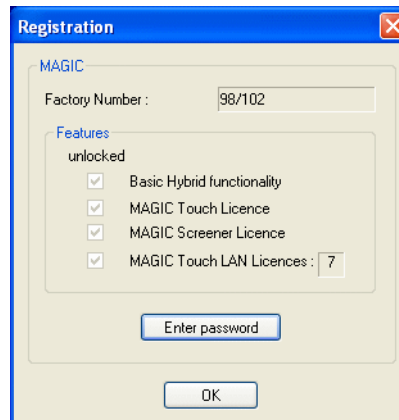 Registration
MAGIC
Factory Number : 98/102
Features
unlocked
Basic Hybrid functionality
MAGIC Touch Licence
MAGIC Screener Licence
MAGIC Touch LAN Licences : 7
Enter password
OK